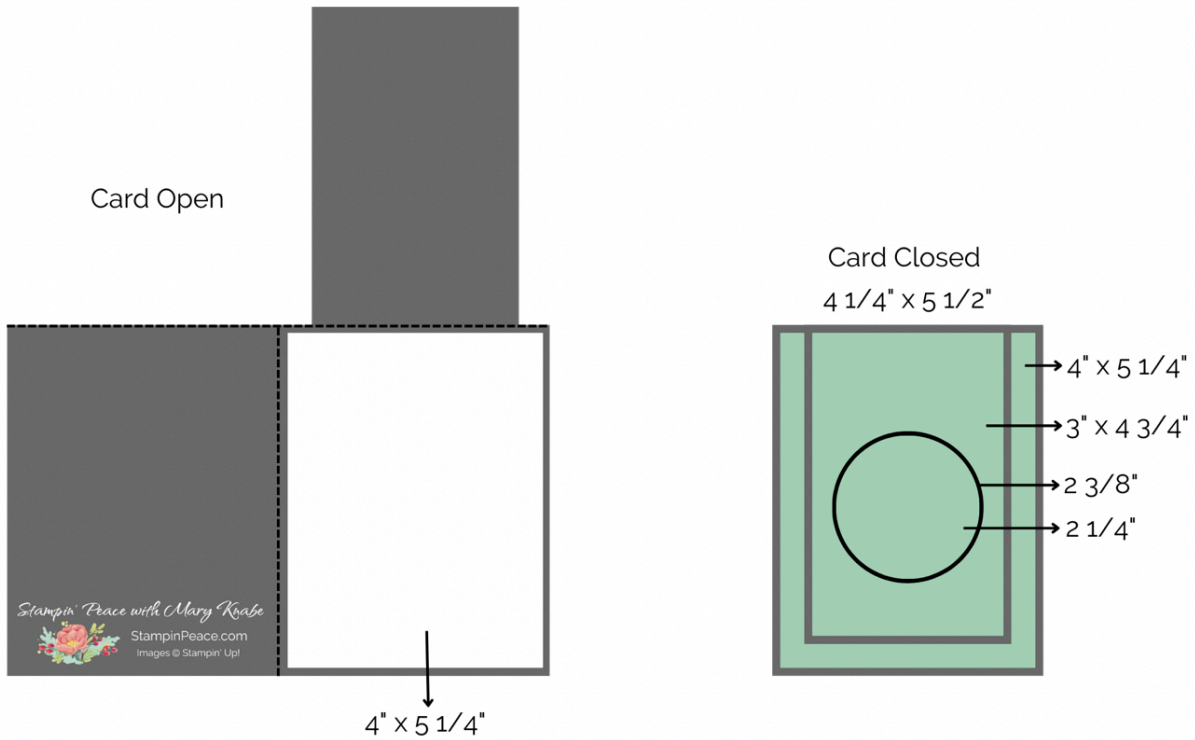 Card Open
Stampin' Peace with Mary Knabe
StampinPeace.com
Images © Stampin' Up!
4" x 5 1/4"
Card Closed
4 1/4" x 5 1/2"
4" x 5 1/4"
3" x 4 3/4"
2 3/8"
2 1/4"